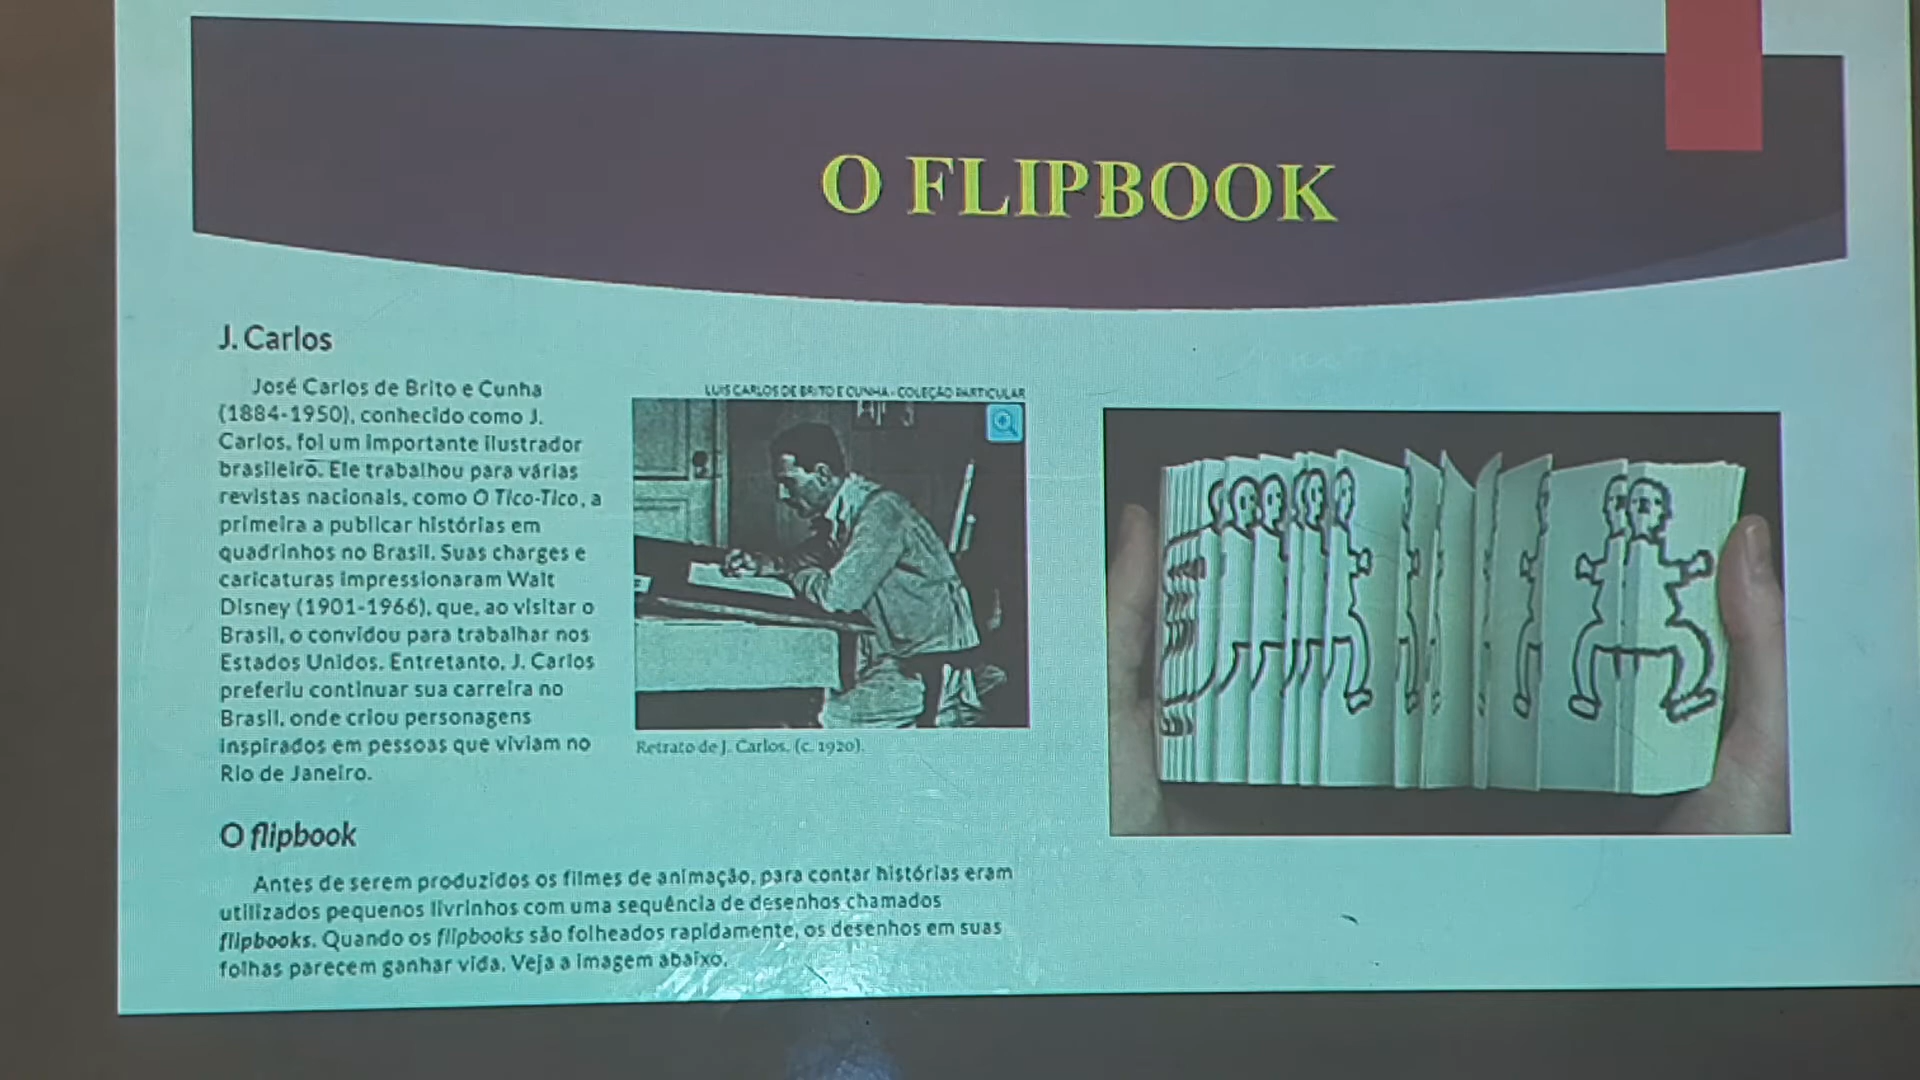 O FLIPBOOK
J. Carlos
José Carlos de Brito e Cunha
(1884-1950), conhecido como J.
Carlos, foi um importante ilustrador
brasileiro. Ele trabalhou para várias
revistas nacionais, como O Tico-Tico, a
primeira a publicar histórias em
quadrinhos no Brasil. Suas charges e
caricaturas impressionaram Walt
Disney (1901-1966), que, ao visitar o
Brasil, o convidou para trabalhar nos
Estados Unidos. Entretanto, J. Carlos
preferiu continuar sua carreira no
Brasil, onde criou personagens
inspirados em pessoas que viviam no
Rio de Janeiro.
LUIS CARLOS DE BRITO E CUNHA - COLEÇÃO PARTICULAR
Retrato de J. Carlos, (c. 1920).
O flipbook
Antes de serem produzidos os filmes de animação, para contar histórias eram
utilizados pequenos livrinhos com uma sequência de desenhos chamados
flipbooks. Quando os flipbooks são folheados rapidamente, os desenhos em suas
folhas parecem ganhar vida. Veja a imagem abaixo.